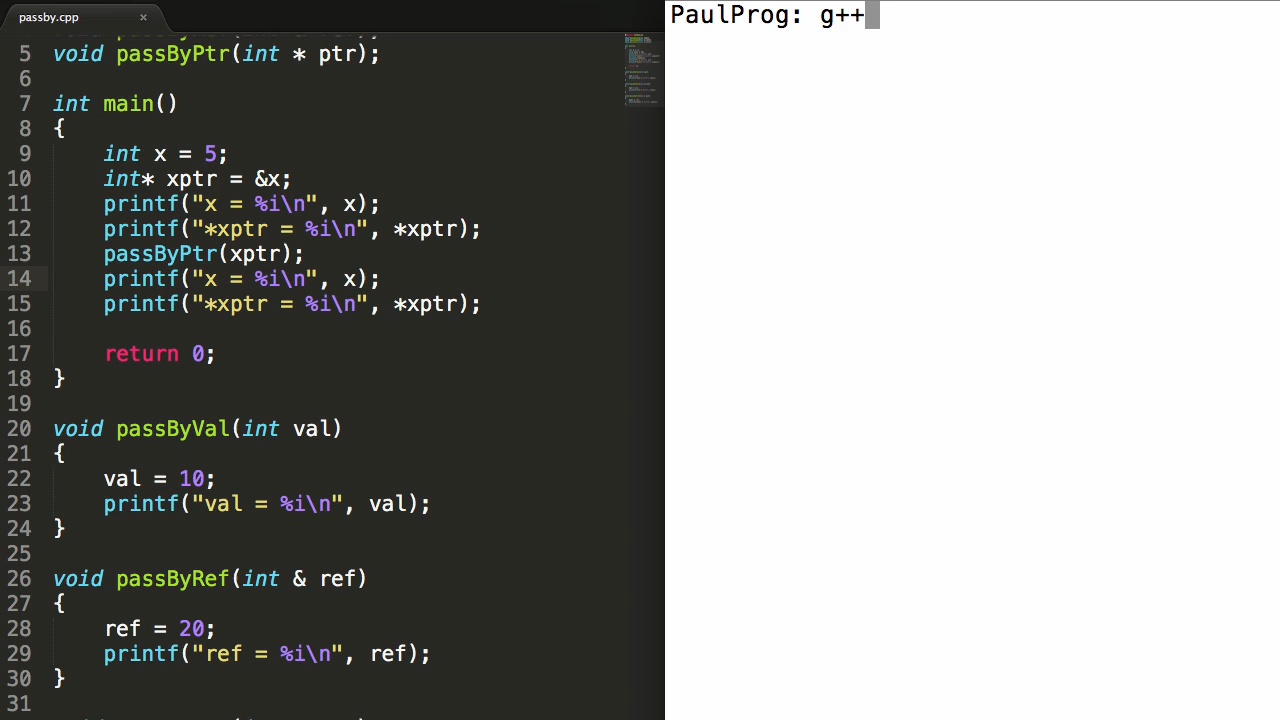 passby.cpp ×
5 void passByPtr(int * ptr);
6
7 int main()
8 {
9 int x = 5;
10 int* xptr = &x;
11 printf("x = %i\n", x);
12 printf("*xptr = %i\n", *xptr);
13 passByPtr(xptr);
14 printf("x = %i\n", x);
15 printf("*xptr = %i\n", *xptr);
16
17 return 0;
18 }
19
20 void passByVal(int val)
21 {
22 val = 10;
23 printf("val = %i\n", val);
24 }
25
26 void passByRef(int & ref)
27 {
28 ref = 20;
29 printf("ref = %i\n", ref);
30 }
31
PaulProg: g++